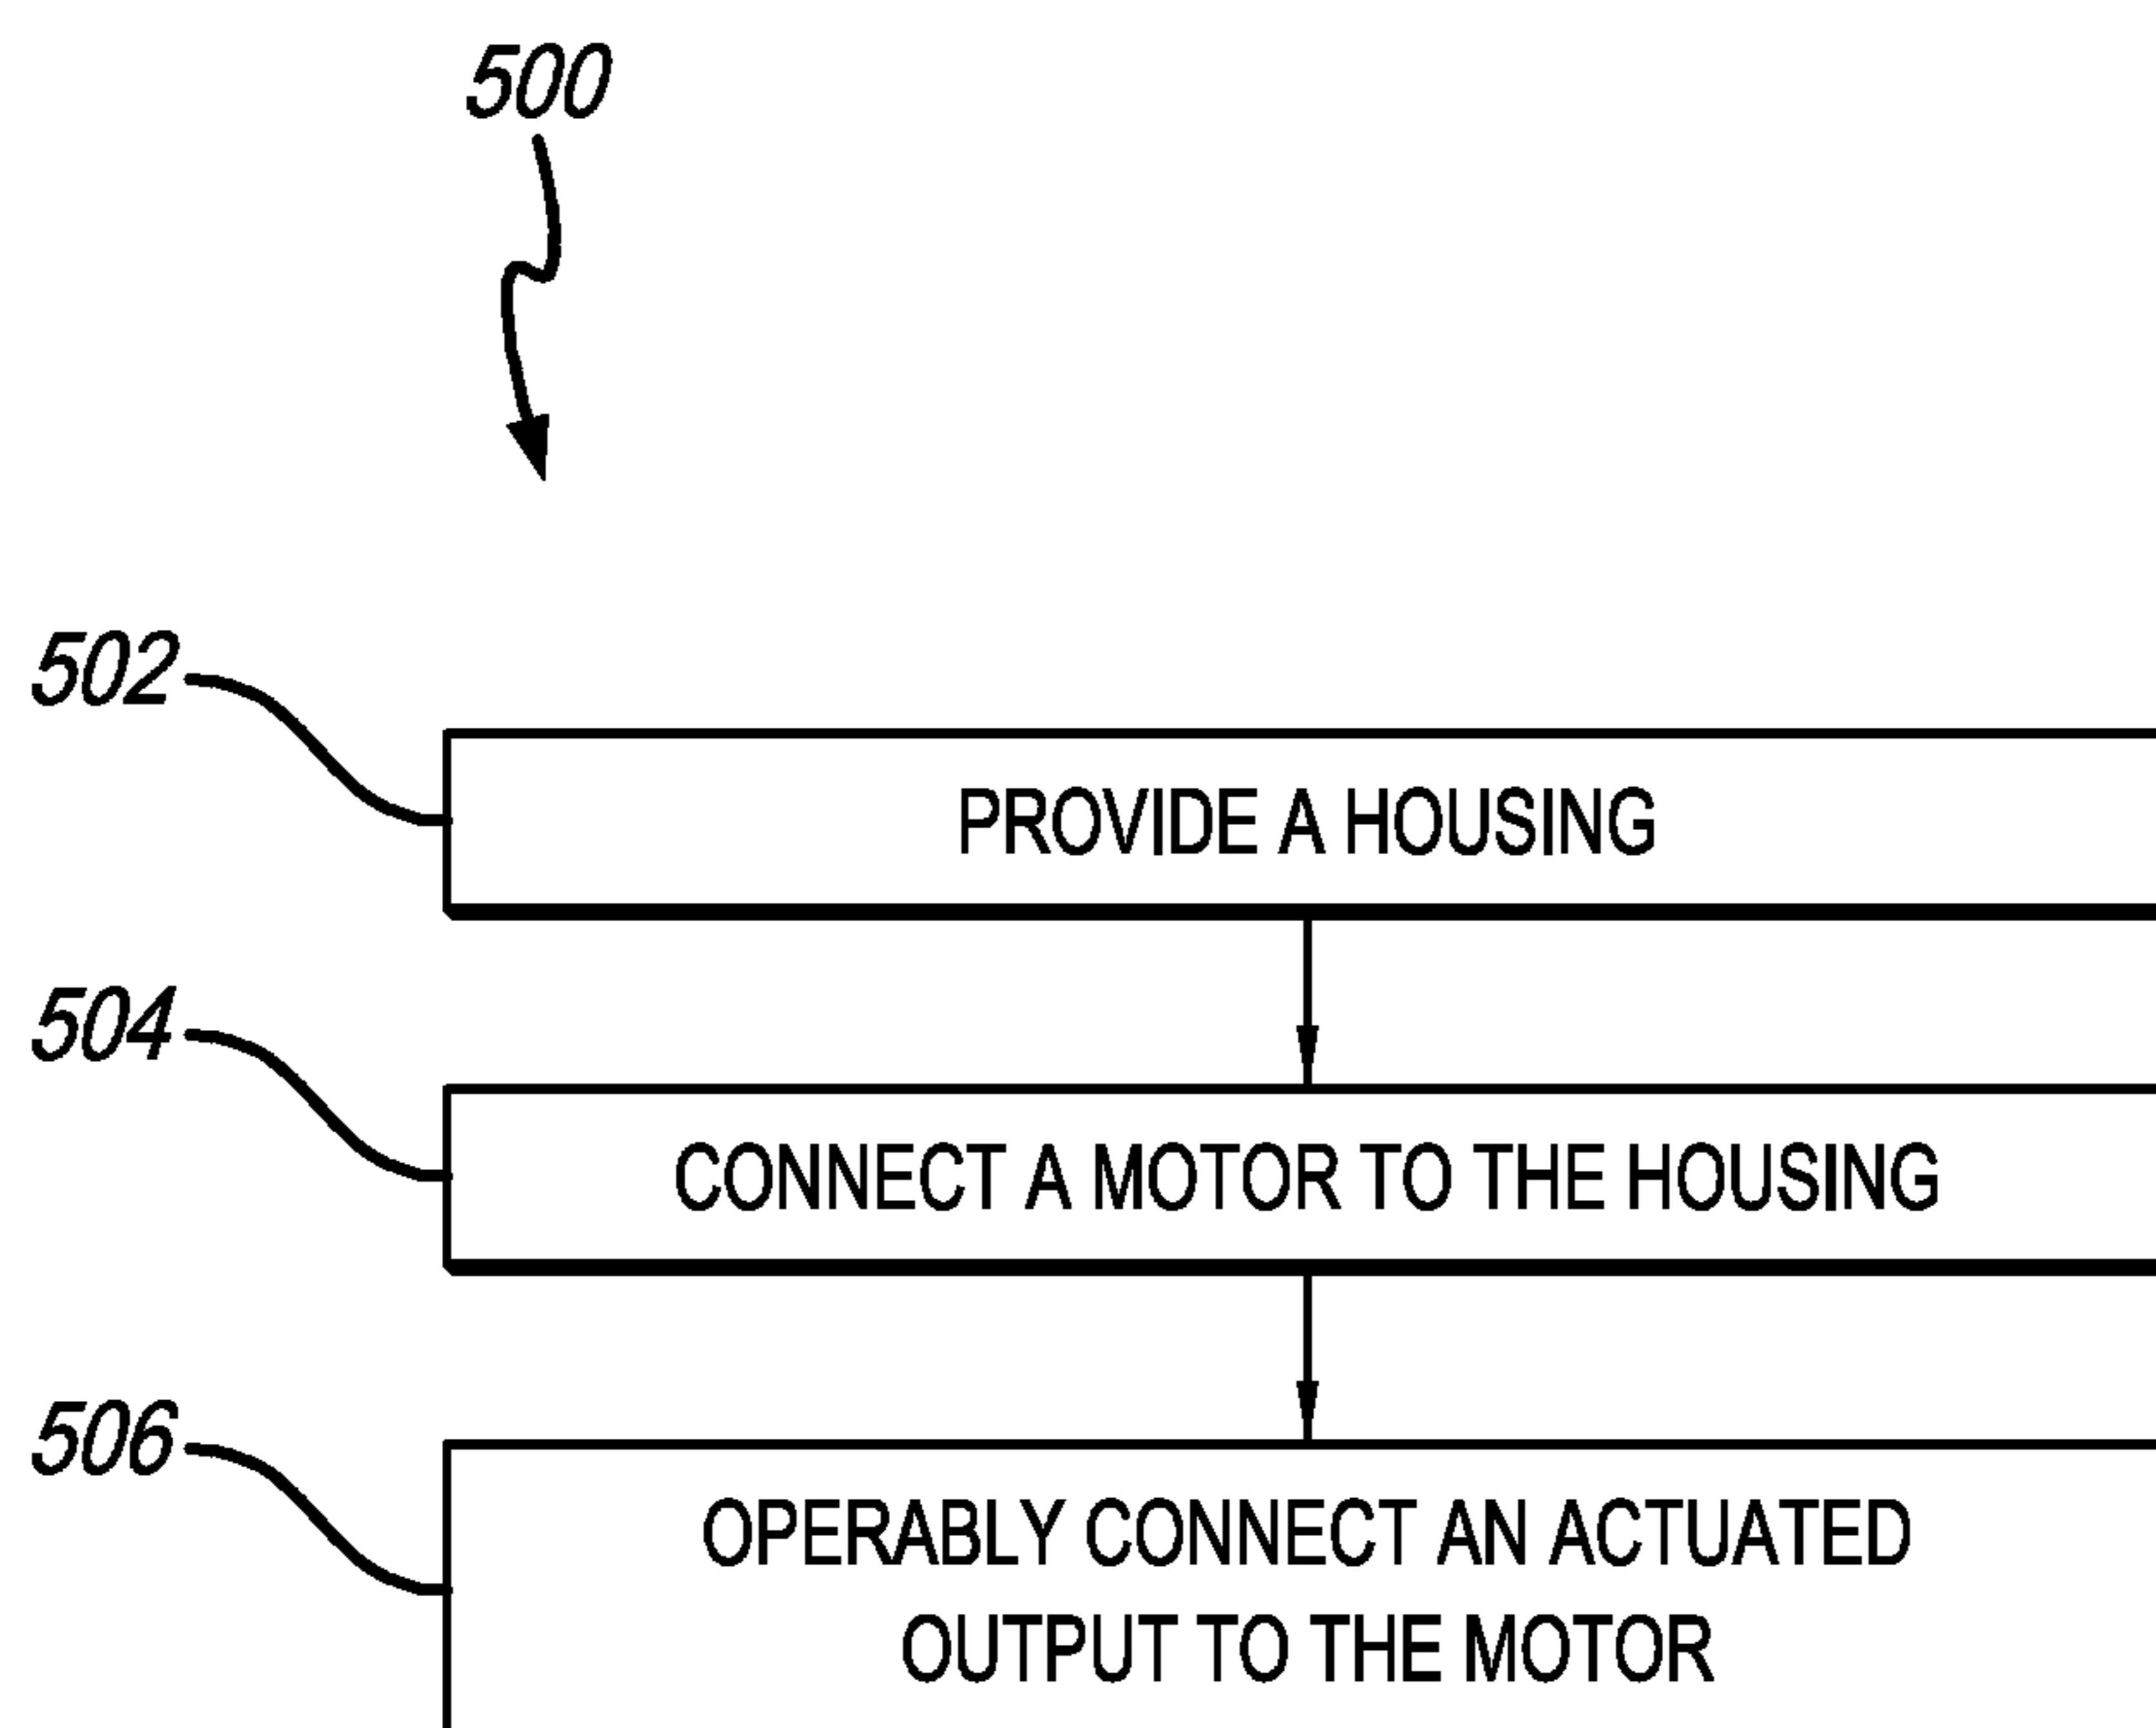 500
502
PROVIDE A HOUSING
504
CONNECT A MOTOR TO THE HOUSING
506
OPERABLY CONNECT AN ACTUATED
OUTPUT TO THE MOTOR